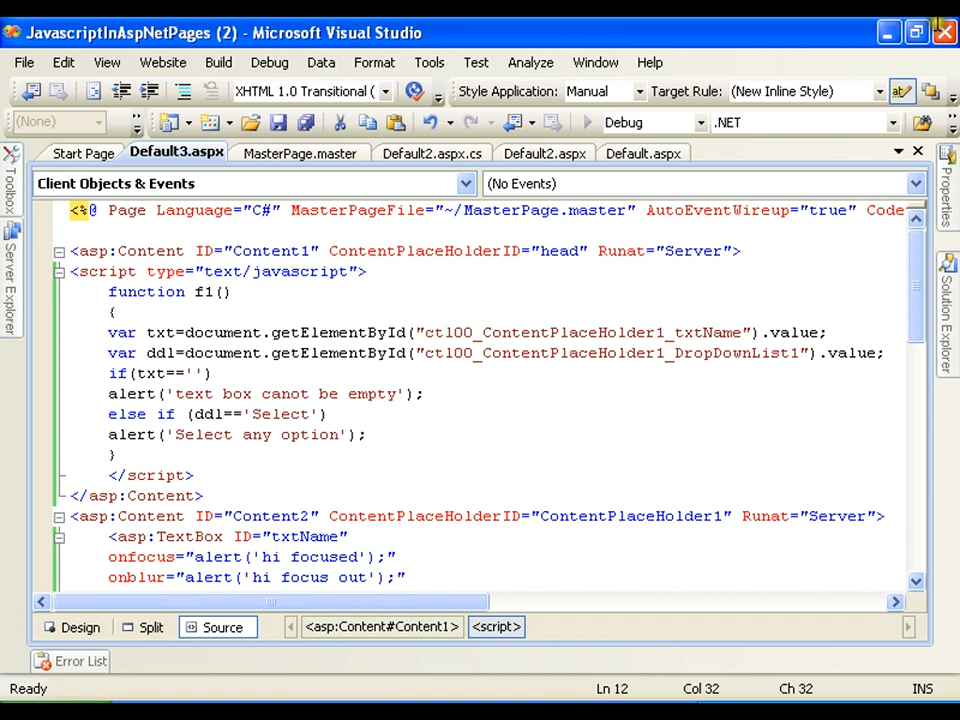 JavascriptInAspNetPages (2) - Microsoft Visual Studio
File Edit View Website Build Debug Data Format Tools Test Analyze Window Help
XHTML 1.0 Transitional ( Style Application: Manual Target Rule: (New Inline Style)
(None) Debug .NET
Start Page Default3.aspx MasterPage.master Default2.aspx.cs Default2.aspx Default.aspx
Toolbox
Server Explorer
Properties
Solution Explorer
Client Objects & Events (No Events)
<%@ Page Language="C#" MasterPageFile="~/MasterPage.master" AutoEventWireup="true" Code
<asp:Content ID="Content1" ContentPlaceHolderID="head" Runat="Server">
<script type="text/javascript">
function f1()
{
var txt=document.getElementById("ctl00_ContentPlaceHolder1_txtName").value;
var ddl=document.getElementById("ctl00_ContentPlaceHolder1_DropDownList1").value;
if(txt=='')
alert('text box canot be empty');
else if (ddl=='Select')
alert('Select any option');
}
</script>
</asp:Content>
<asp:Content ID="Content2" ContentPlaceHolderID="ContentPlaceHolder1" Runat="Server">
<asp:TextBox ID="txtName"
onfocus="alert('hi focused');"
onblur="alert('hi focus out');"
Design Split Source <asp:Content#Content1> <script>
Error List
Ready Ln 12 Col 32 Ch 32 INS